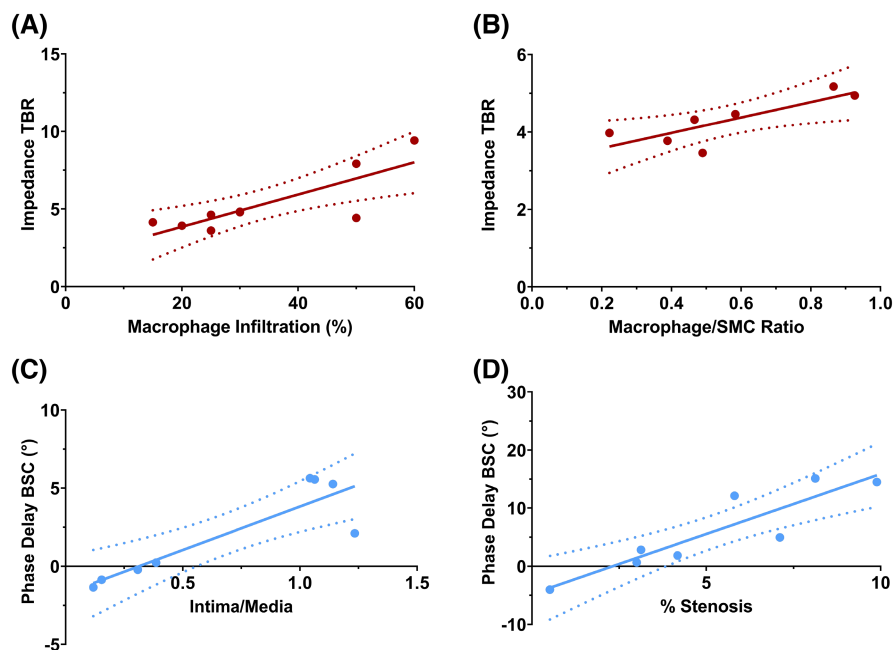 (A)
15
10
5
0
Impedance TBR
0 20 40 60
Macrophage Infiltration (%)
(B)
6
4
2
0
Impedance TBR
0.0 0.2 0.4 0.6 0.8 1.0
Macrophage/SMC Ratio
(C)
10
5
0
-5
Phase Delay BSC (°)
0.5 1.0 1.5
Intima/Media
(D)
30
20
10
0
-10
Phase Delay BSC (°)
5 10
% Stenosis